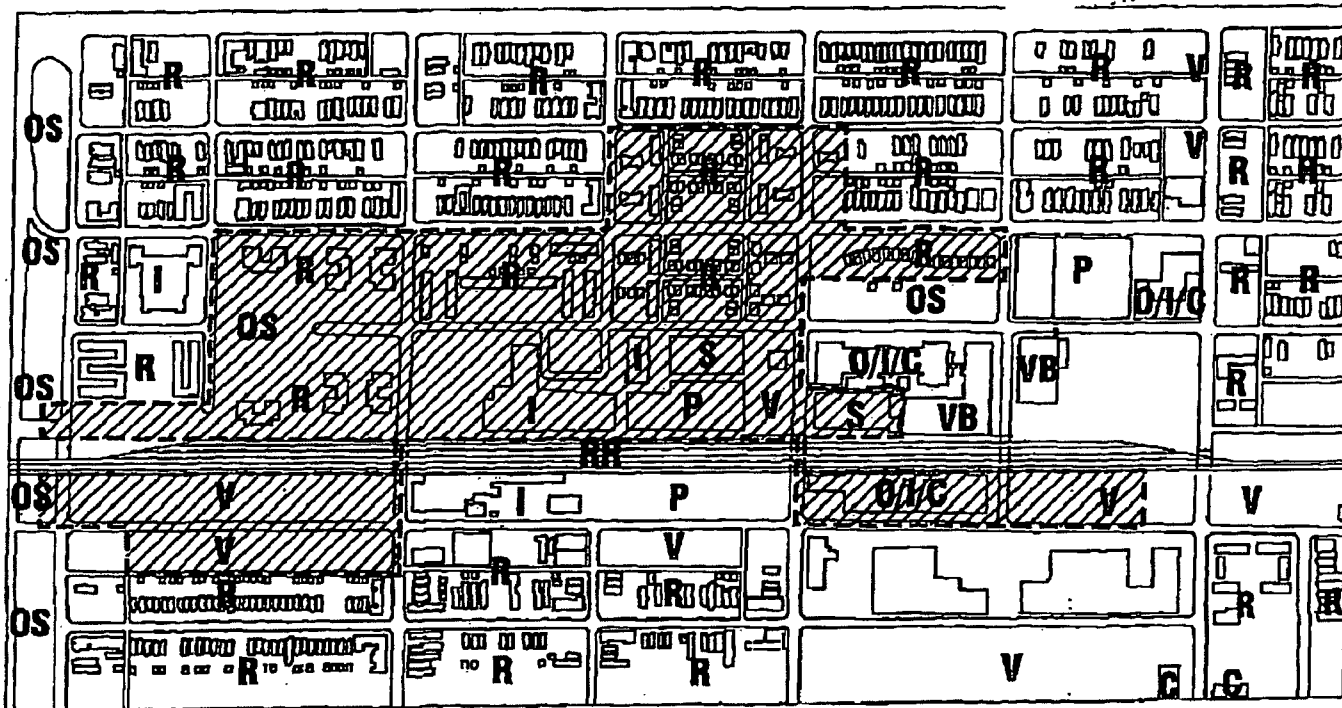 R R R R R R V R R
OS
R R R R R R V R R
OS R I R R R R P R R
OS OS O/I/C
R I S O/I/C VB R
OS R I P V S VB
RR
OS V I P O/I/C V V
V R V
R R R R
OS
R R R V C C